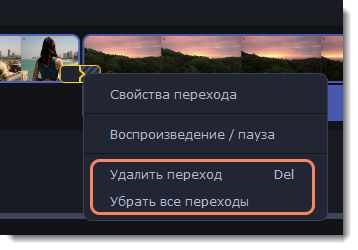 Свойства перехода
Воспроизведение / пауза
Удалить переход Del
Убрать все переходы